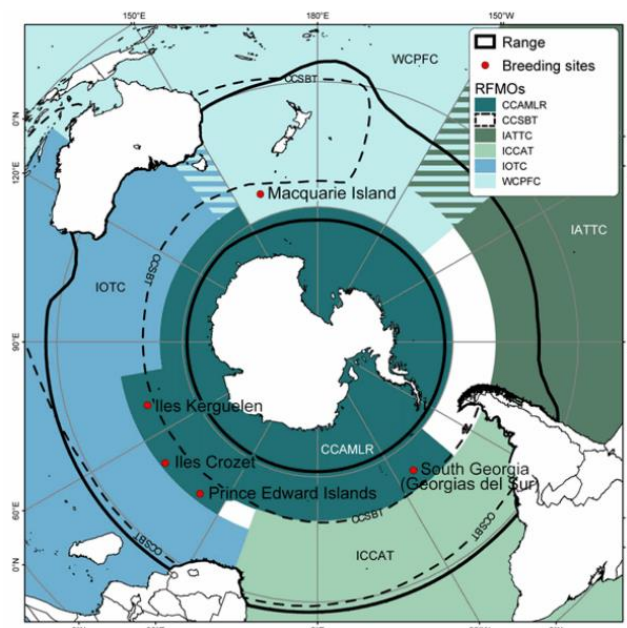 150°E
180°E
150°W
Range
Breeding sites
RFMOs
CCAMLR
CCSBT
IATTC
ICCAT
IOTC
WCPFC
WCPFC
CCSBT
120°E
Macquarie Island
IATTC
IOTC
CCSBT
90°E
Iles Kerguelen
CCAMLR
Iles Crozet
South Georgia
(Georgias del Sur)
Prince Edward Islands
CCSBT
60°E
CCSBT
ICCAT